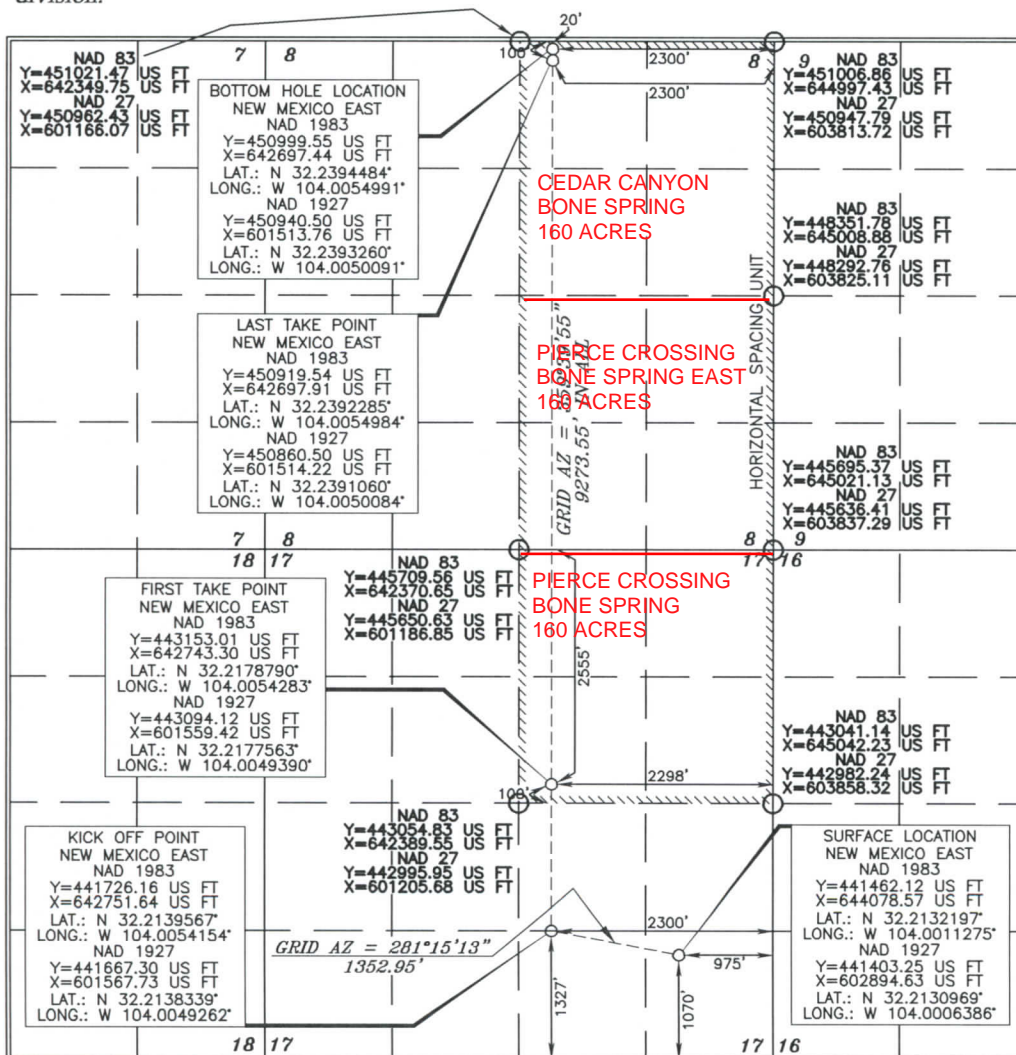 division.
20'
100'
2300'
2300'
7 8
8 9
NAD 83
Y=451021.47 US FT
X=642349.75 US FT
NAD 27
Y=450962.43 US FT
X=601166.07 US FT
BOTTOM HOLE LOCATION
NEW MEXICO EAST
NAD 1983
Y=450999.55 US FT
X=642697.44 US FT
LAT.: N 32.2394484°
LONG.: W 104.0054991°
NAD 1927
Y=450940.50 US FT
X=601513.76 US FT
LAT.: N 32.2393260°
LONG.: W 104.0050091°
NAD 83
Y=451006.86 US FT
X=644997.43 US FT
NAD 27
Y=450947.79 US FT
X=603813.72 US FT
CEDAR CANYON
BONE SPRING
160 ACRES
NAD 83
Y=448351.78 US FT
X=645008.88 US FT
NAD 27
Y=448292.76 US FT
X=603825.11 US FT
LAST TAKE POINT
NEW MEXICO EAST
NAD 1983
Y=450919.54 US FT
X=642697.91 US FT
LAT.: N 32.2392285°
LONG.: W 104.0054984°
NAD 1927
Y=450860.50 US FT
X=601514.22 US FT
LAT.: N 32.2391060°
LONG.: W 104.0050084°
PIERCE CROSSING
BONE SPRING EAST
160 ACRES
GRID AZ =
9273.55' IN ALL
HORIZONTAL SPACING UNIT
NAD 83
Y=445695.37 US FT
X=645021.13 US FT
NAD 27
Y=445636.41 US FT
X=603837.29 US FT
7 8
18 17
8 9
17 16
NAD 83
Y=445709.56 US FT
X=642370.65 US FT
NAD 27
Y=445650.63 US FT
X=601186.85 US FT
PIERCE CROSSING
BONE SPRING
160 ACRES
2555'
FIRST TAKE POINT
NEW MEXICO EAST
NAD 1983
Y=443153.01 US FT
X=642743.30 US FT
LAT.: N 32.2178790°
LONG.: W 104.0054283°
NAD 1927
Y=443094.12 US FT
X=601559.42 US FT
LAT.: N 32.2177563°
LONG.: W 104.0049390°
2298'
100'
NAD 83
Y=443041.14 US FT
X=645042.23 US FT
NAD 27
Y=442982.24 US FT
X=603858.32 US FT
NAD 83
Y=443054.83 US FT
X=642389.55 US FT
NAD 27
Y=442995.95 US FT
X=601205.68 US FT
KICK OFF POINT
NEW MEXICO EAST
NAD 1983
Y=441726.16 US FT
X=642751.64 US FT
LAT.: N 32.2139567°
LONG.: W 104.0054154°
NAD 1927
Y=441667.30 US FT
X=601567.73 US FT
LAT.: N 32.2138339°
LONG.: W 104.0049262°
GRID AZ = 281°15'13"
1352.95'
2300'
975'
1327'
1070'
SURFACE LOCATION
NEW MEXICO EAST
NAD 1983
Y=441462.12 US FT
X=644078.57 US FT
LAT.: N 32.2132197°
LONG.: W 104.0011275°
NAD 1927
Y=441403.25 US FT
X=602894.63 US FT
LAT.: N 32.2130969°
LONG.: W 104.0006386°
18 17
17 16